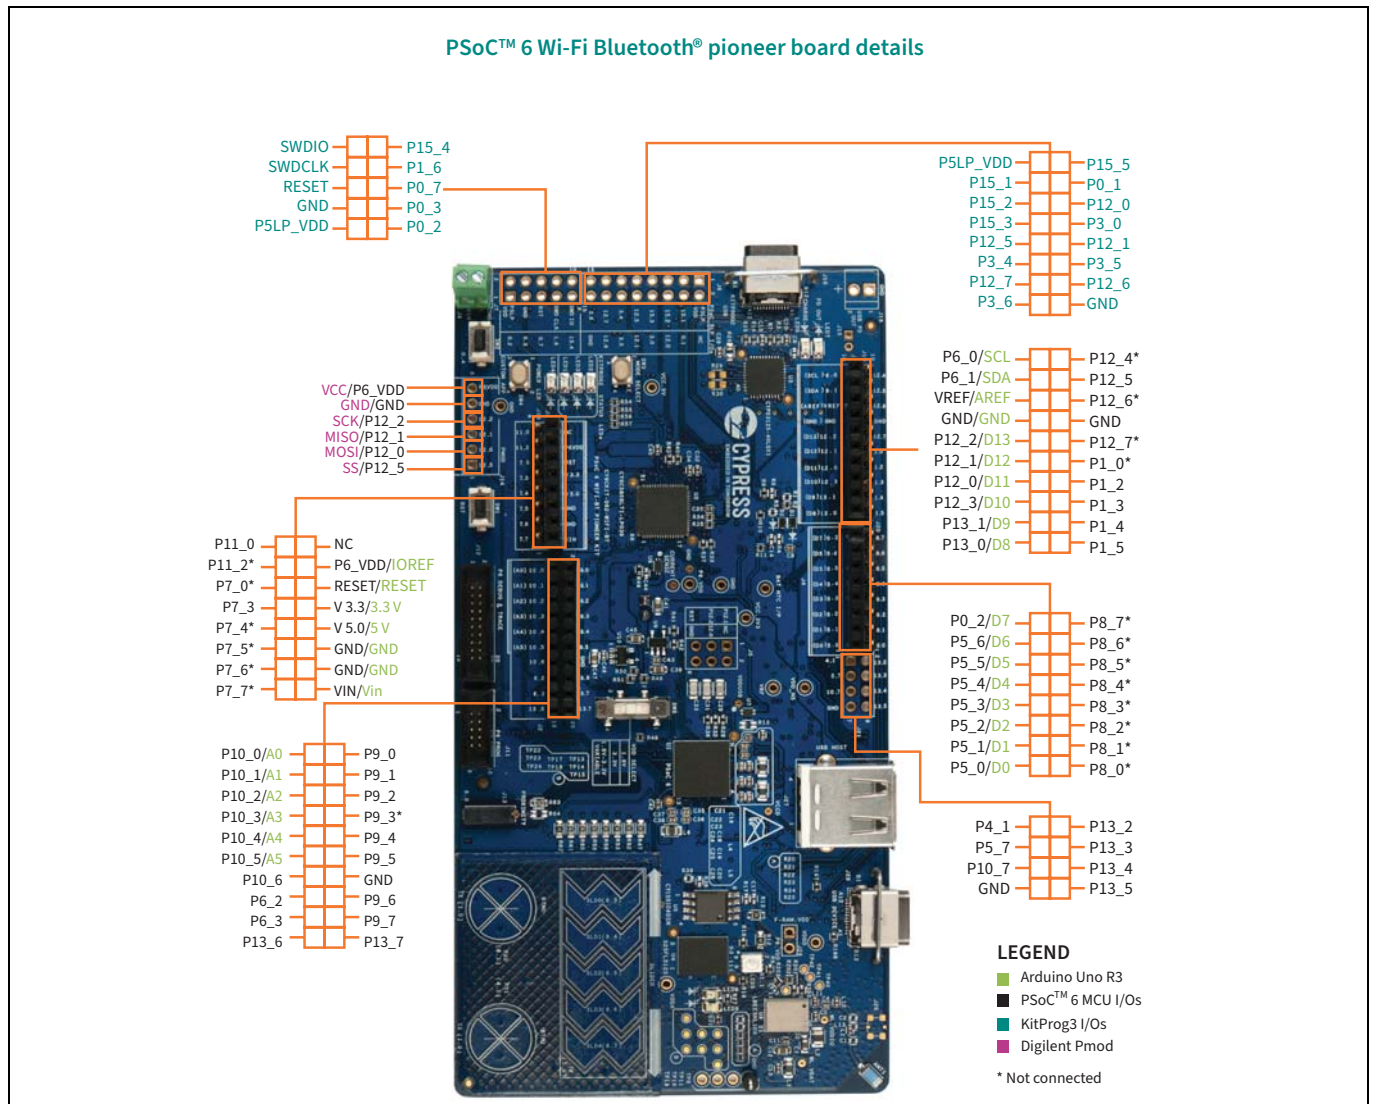 PSoC™ 6 Wi-Fi Bluetooth® pioneer board details
SWDIO P15_4
SWDCLK P1_6
RESET P0_7
GND P0_3
P5LP_VDD P0_2
P5LP_VDD P15_5
P15_1 P0_1
P15_2 P12_0
P15_3 P3_0
P12_5 P12_1
P3_4 P3_5
P12_7 P12_6
P3_6 GND
VCC/P6_VDD
GND/GND
SCK/P12_2
MISO/P12_1
MOSI/P12_0
SS/P12_5
P6_0/SCL P12_4*
P6_1/SDA P12_5
VREF/AREF P12_6*
GND/GND GND
P12_2/D13 P12_7*
P12_1/D12 P1_0*
P12_0/D11 P1_2
P12_3/D10 P1_3
P13_1/D9 P1_4
P13_0/D8 P1_5
P11_0 NC
P11_2* P6_VDD/IOREF
P7_0* RESET/RESET
P7_3 V 3.3/3.3 V
P7_4* V 5.0/5 V
P7_5* GND/GND
P7_6* GND/GND
P7_7* VIN/Vin
P0_2/D7 P8_7*
P5_6/D6 P8_6*
P5_5/D5 P8_5*
P5_4/D4 P8_4*
P5_3/D3 P8_3*
P5_2/D2 P8_2*
P5_1/D1 P8_1*
P5_0/D0 P8_0*
P10_0/A0 P9_0
P10_1/A1 P9_1
P10_2/A2 P9_2
P10_3/A3 P9_3*
P10_4/A4 P9_4
P10_5/A5 P9_5
P10_6 GND
P6_2 P9_6
P6_3 P9_7
P13_6 P13_7
P4_1 P13_2
P5_7 P13_3
P10_7 P13_4
GND P13_5
CYPRESS
USB HOST
LEGEND
Arduino Uno R3
PSoC™ 6 MCU I/Os
KitProg3 I/Os
Digilent Pmod
* Not connected